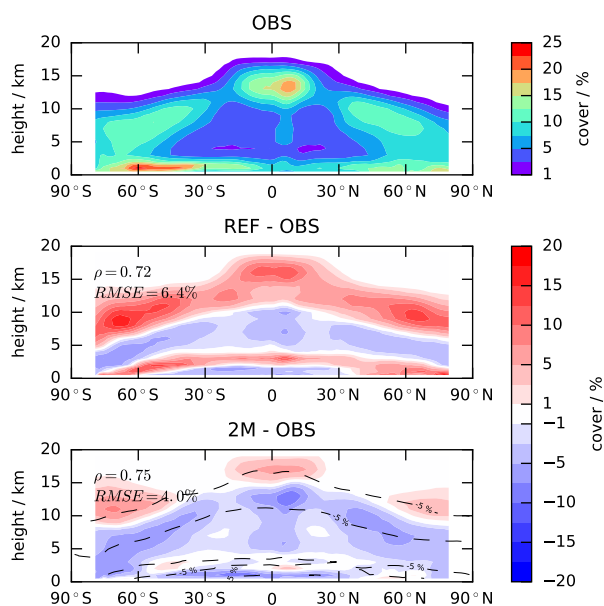 OBS
height / km
20
15
10
5
0
90°S 60°S 30°S 0 30°N 60°N 90°N
25
20
15
10
5
1
cover / %
REF - OBS
ρ = 0.72
RMSE = 6.4%
height / km
20
15
10
5
0
90°S 60°S 30°S 0 30°N 60°N 90°N
2M - OBS
ρ = 0.75
RMSE = 4.0%
height / km
20
15
10
5
0
-5 %
-5 %
-5 %
-5 %
-5 %
90°S 60°S 30°S 0 30°N 60°N 90°N
20
15
10
5
1
−1
−5
−10
−15
−20
cover / %